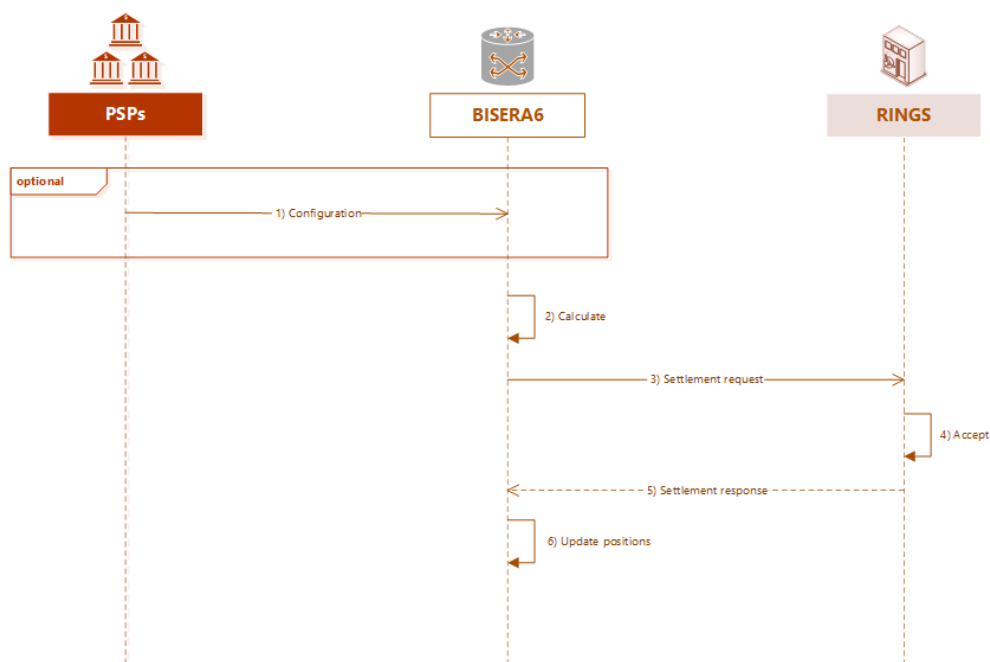 PSPs
BISERA6
RINGS
optional
1) Configuration
2) Calculate
3) Settlement request
4) Accept
5) Settlement response
6) Update positions